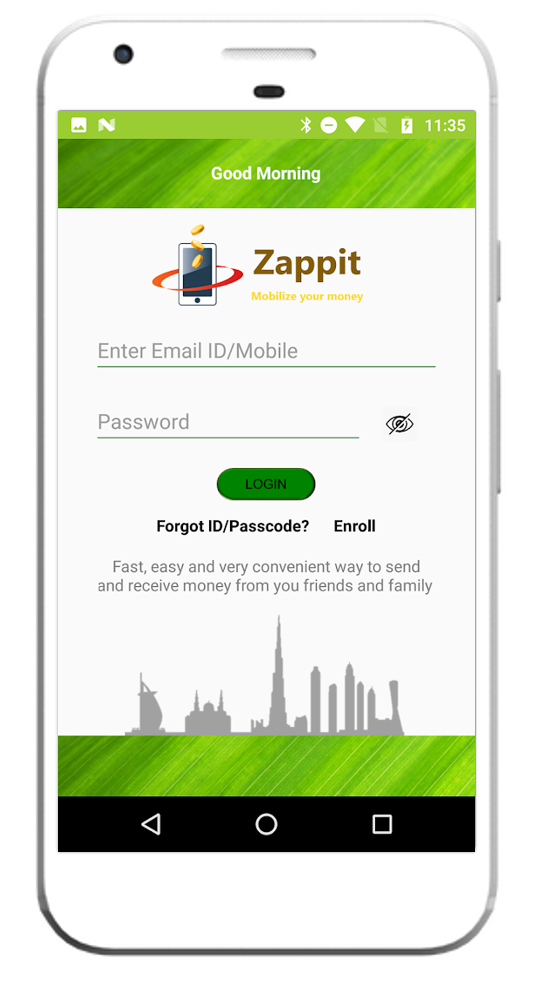 11:35
Good Morning
Zappit
Mobilize your money
Enter Email ID/Mobile
Password
LOGIN
Forgot ID/Passcode? Enroll
Fast, easy and very convenient way to send
and receive money from you friends and family